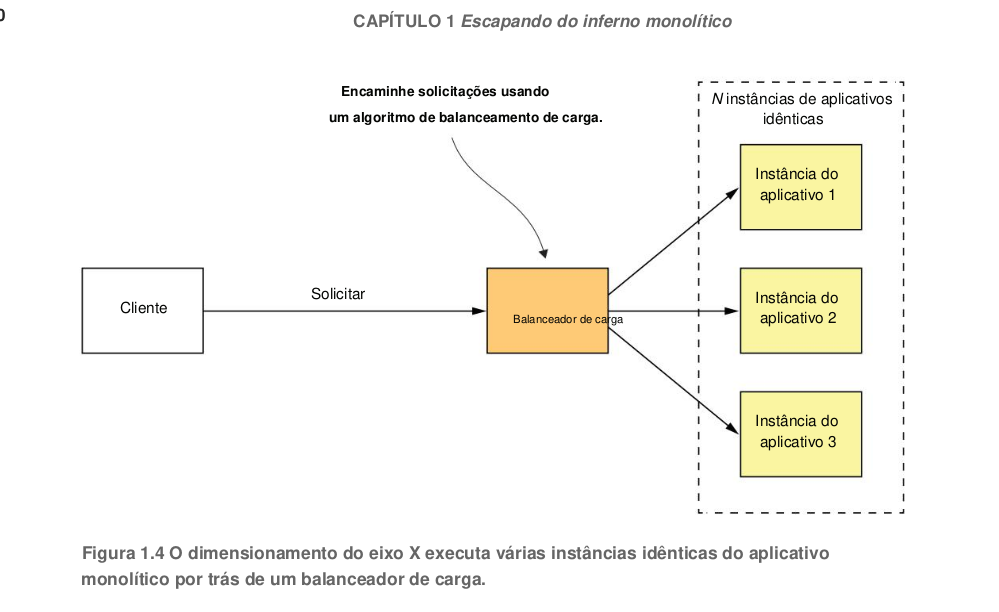 CAPÍTULO 1 Escapando do inferno monolítico
Encaminhe solicitações usando
um algoritmo de balanceamento de carga.
N instâncias de aplicativos
idênticas
Instância do
aplicativo 1
Cliente
Solicitar
Balanceador de carga
Instância do
aplicativo 2
Instância do
aplicativo 3
Figura 1.4 O dimensionamento do eixo X executa várias instâncias idênticas do aplicativo
monolítico por trás de um balanceador de carga.